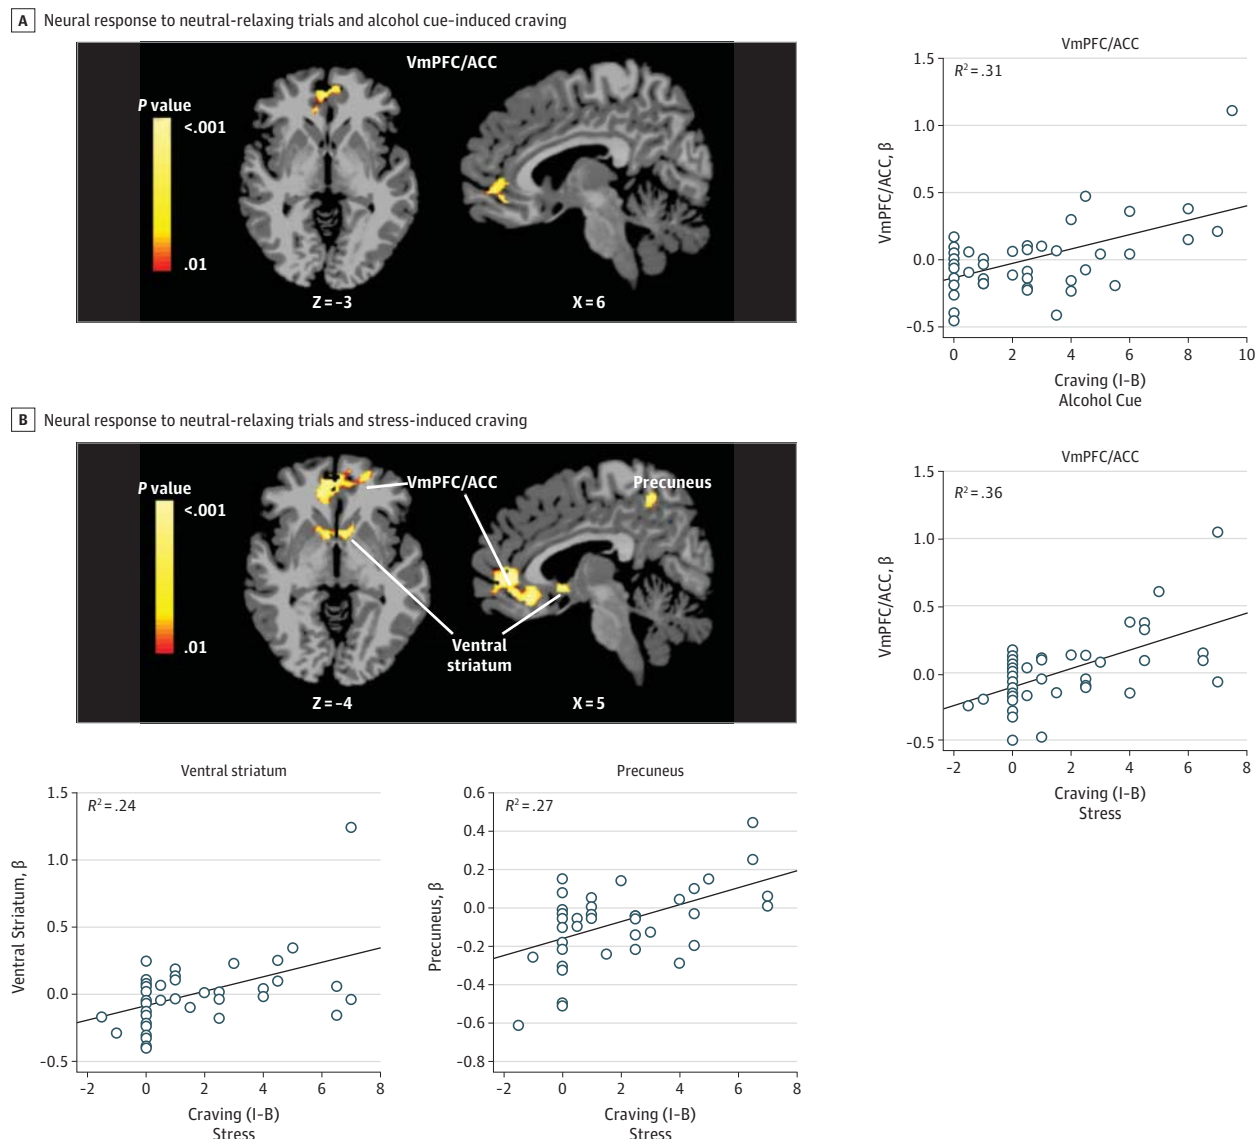 A Neural response to neutral-relaxing trials and alcohol cue-induced craving
VmPFC/ACC
P value
<.001
.01
Z = –3
X = 6
VmPFC/ACC
R² = .31
1.5
1.0
0.5
0.0
-0.5
VmPFC/ACC, β
0 2 4 6 8 10
Craving (I-B)
Alcohol Cue
B Neural response to neutral-relaxing trials and stress-induced craving
P value
<.001
.01
VmPFC/ACC
Precuneus
Ventral
striatum
Z = –4
X = 5
VmPFC/ACC
R² = .36
1.5
1.0
0.5
0.0
-0.5
VmPFC/ACC, β
-2 0 2 4 6 8
Craving (I-B)
Stress
Ventral striatum
R² = .24
1.5
1.0
0.5
0.0
-0.5
Ventral Striatum, β
-2 0 2 4 6 8
Craving (I-B)
Stress
Precuneus
R² = .27
0.6
0.4
0.2
0.0
-0.2
-0.4
-0.6
-0.8
Precuneus, β
-2 0 2 4 6 8
Craving (I-B)
Stress